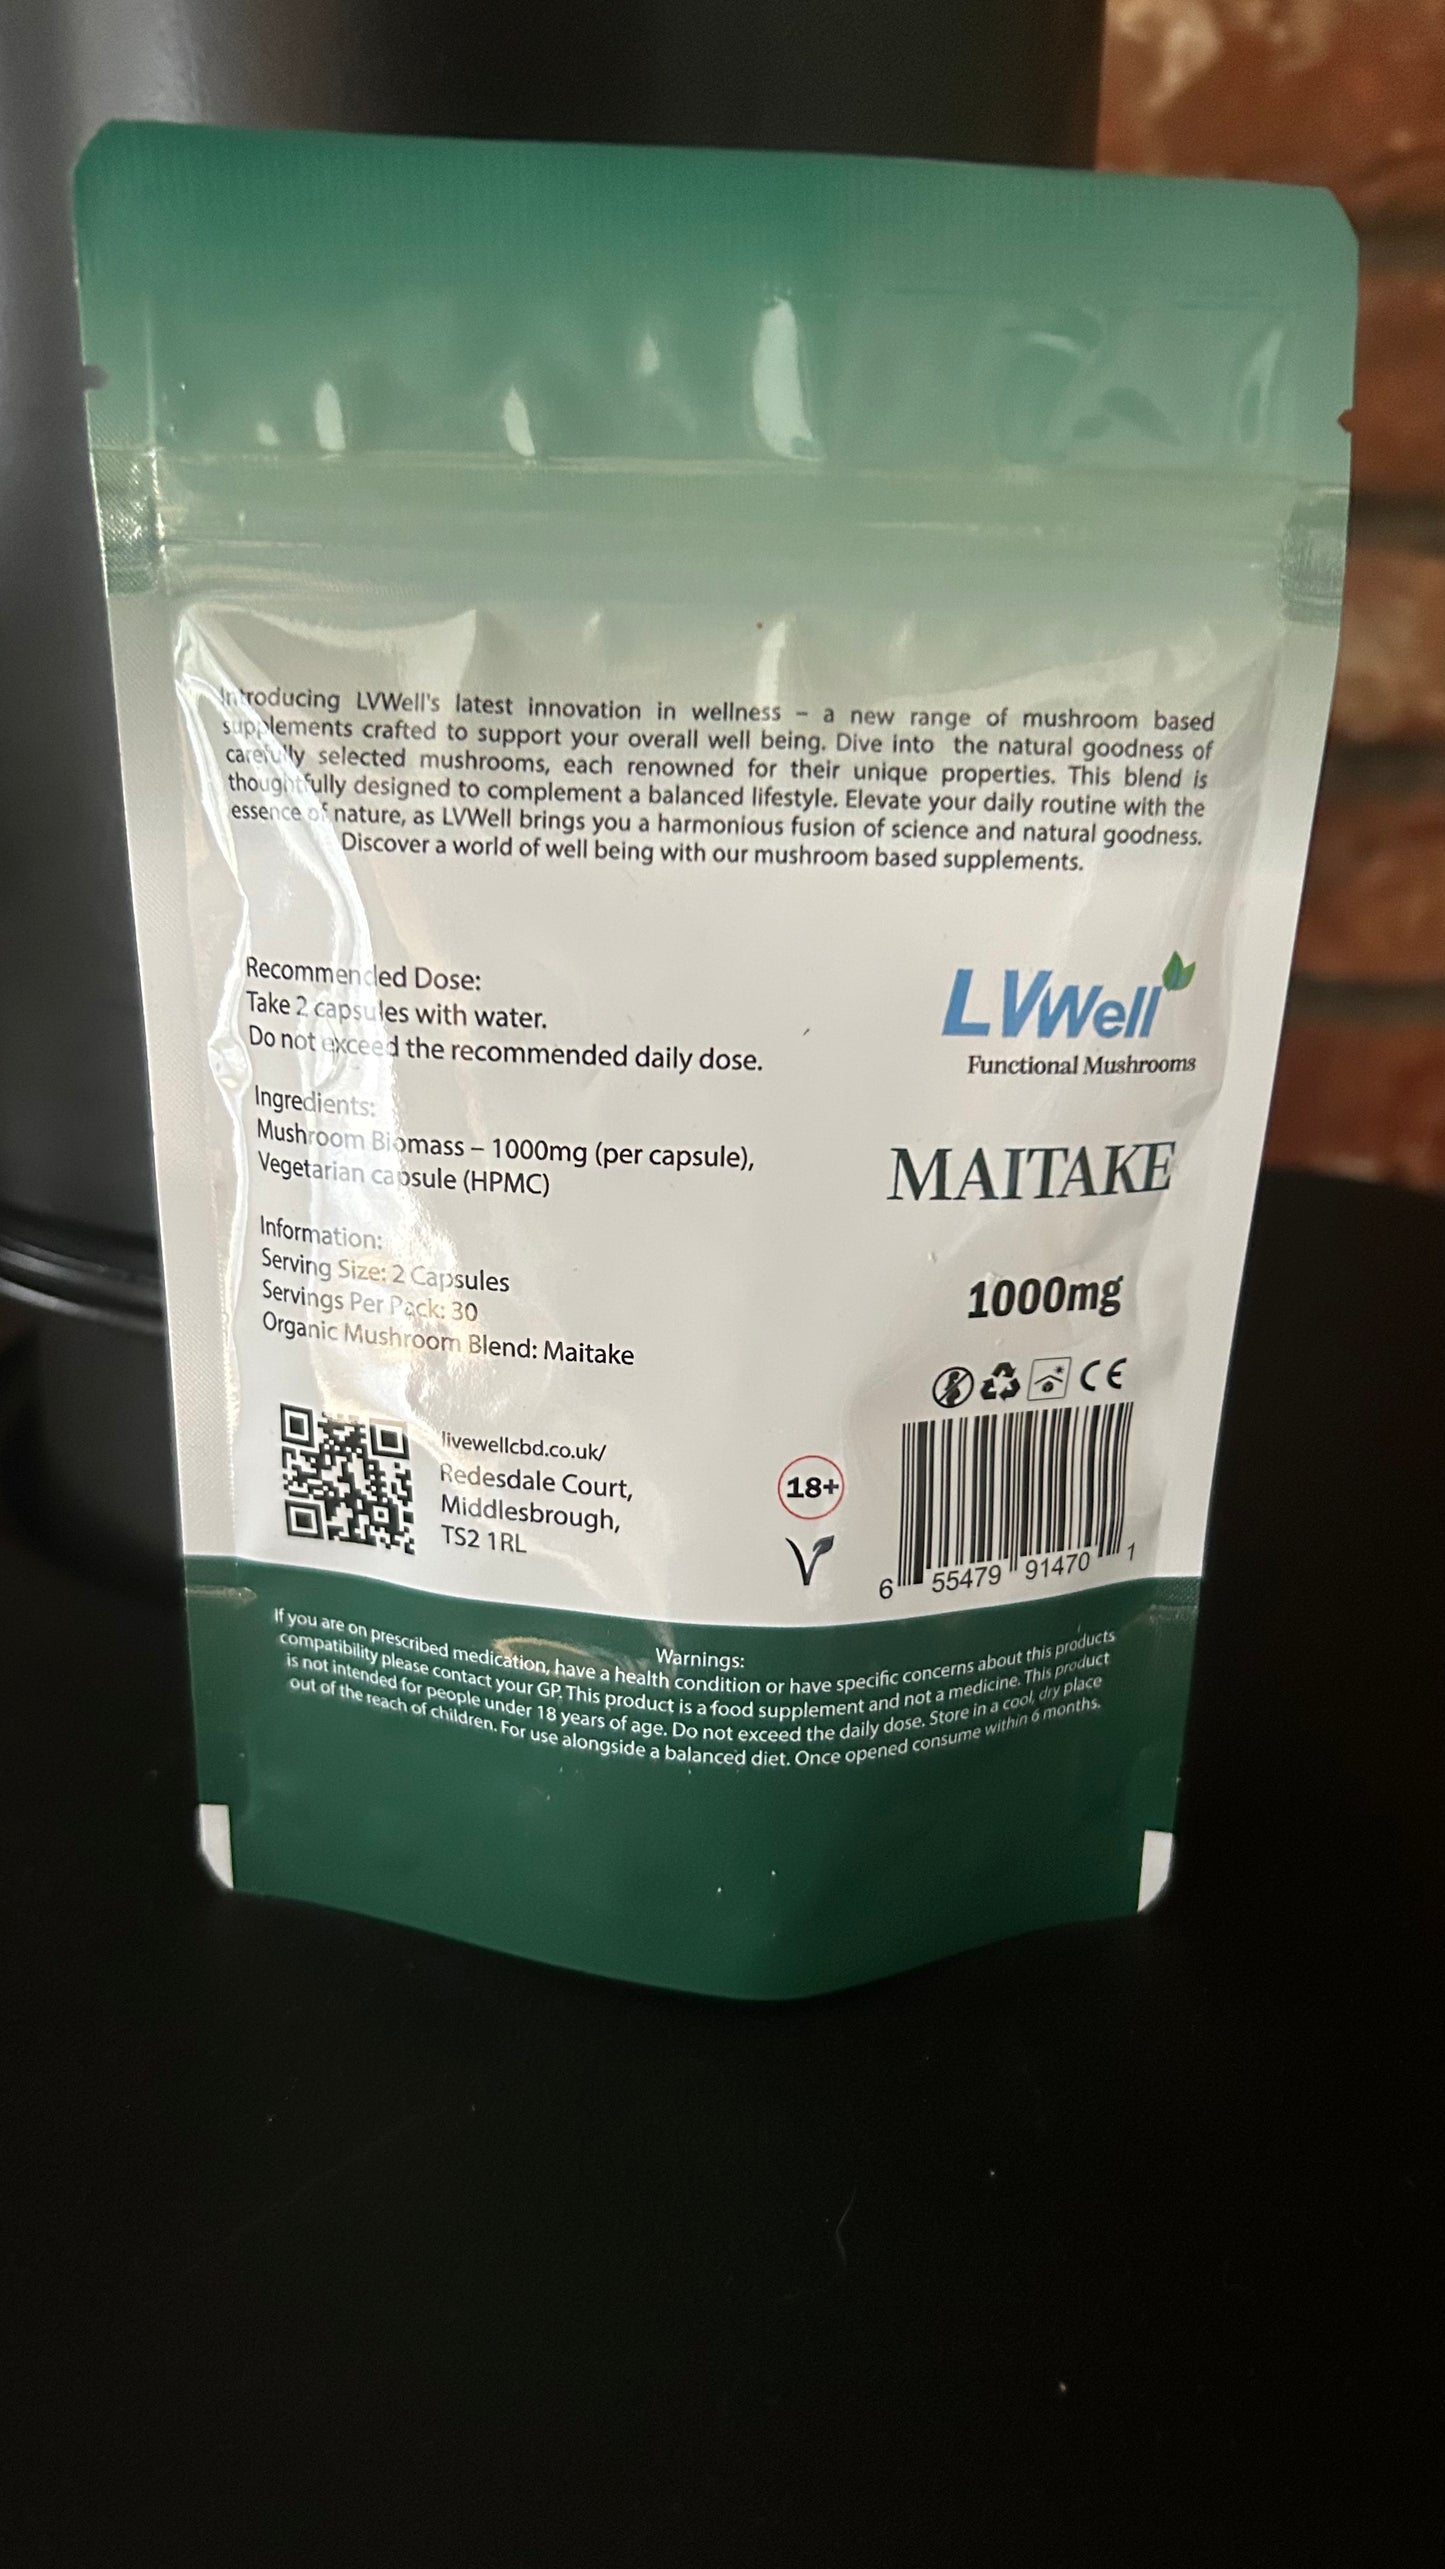 Introducing LVWell's latest innovation in wellness – a new range of mushroom based
supplements crafted to support your overall well being. Dive into the natural goodness of
carefully selected mushrooms, each renowned for their unique properties. This blend is
thoughtfully designed to complement a balanced lifestyle. Elevate your daily routine with the
essence of nature, as LVWell brings you a harmonious fusion of science and natural goodness.
Discover a world of well being with our mushroom based supplements.
Recommended Dose:
Take 2 capsules with water.
Do not exceed the recommended daily dose.
Ingredients:
Mushroom Biomass – 1000mg (per capsule),
Vegetarian capsule (HPMC)
Information:
Serving Size: 2 Capsules
Servings Per Pack: 30
Organic Mushroom Blend: Maitake
LVWell
Functional Mushrooms
MAITAKE
1000mg
CE
livewellcbd.co.uk/
Redesdale Court,
Middlesbrough,
TS2 1RL
18+
V
6 55479 91470 1
Warnings:
If you are on prescribed medication, have a health condition or have specific concerns about this products
compatibility please contact your GP. This product is a food supplement and not a medicine. This product
is not intended for people under 18 years of age. Do not exceed the daily dose. Store in a cool, dry place
out of the reach of children. For use alongside a balanced diet. Once opened consume within 6 months.